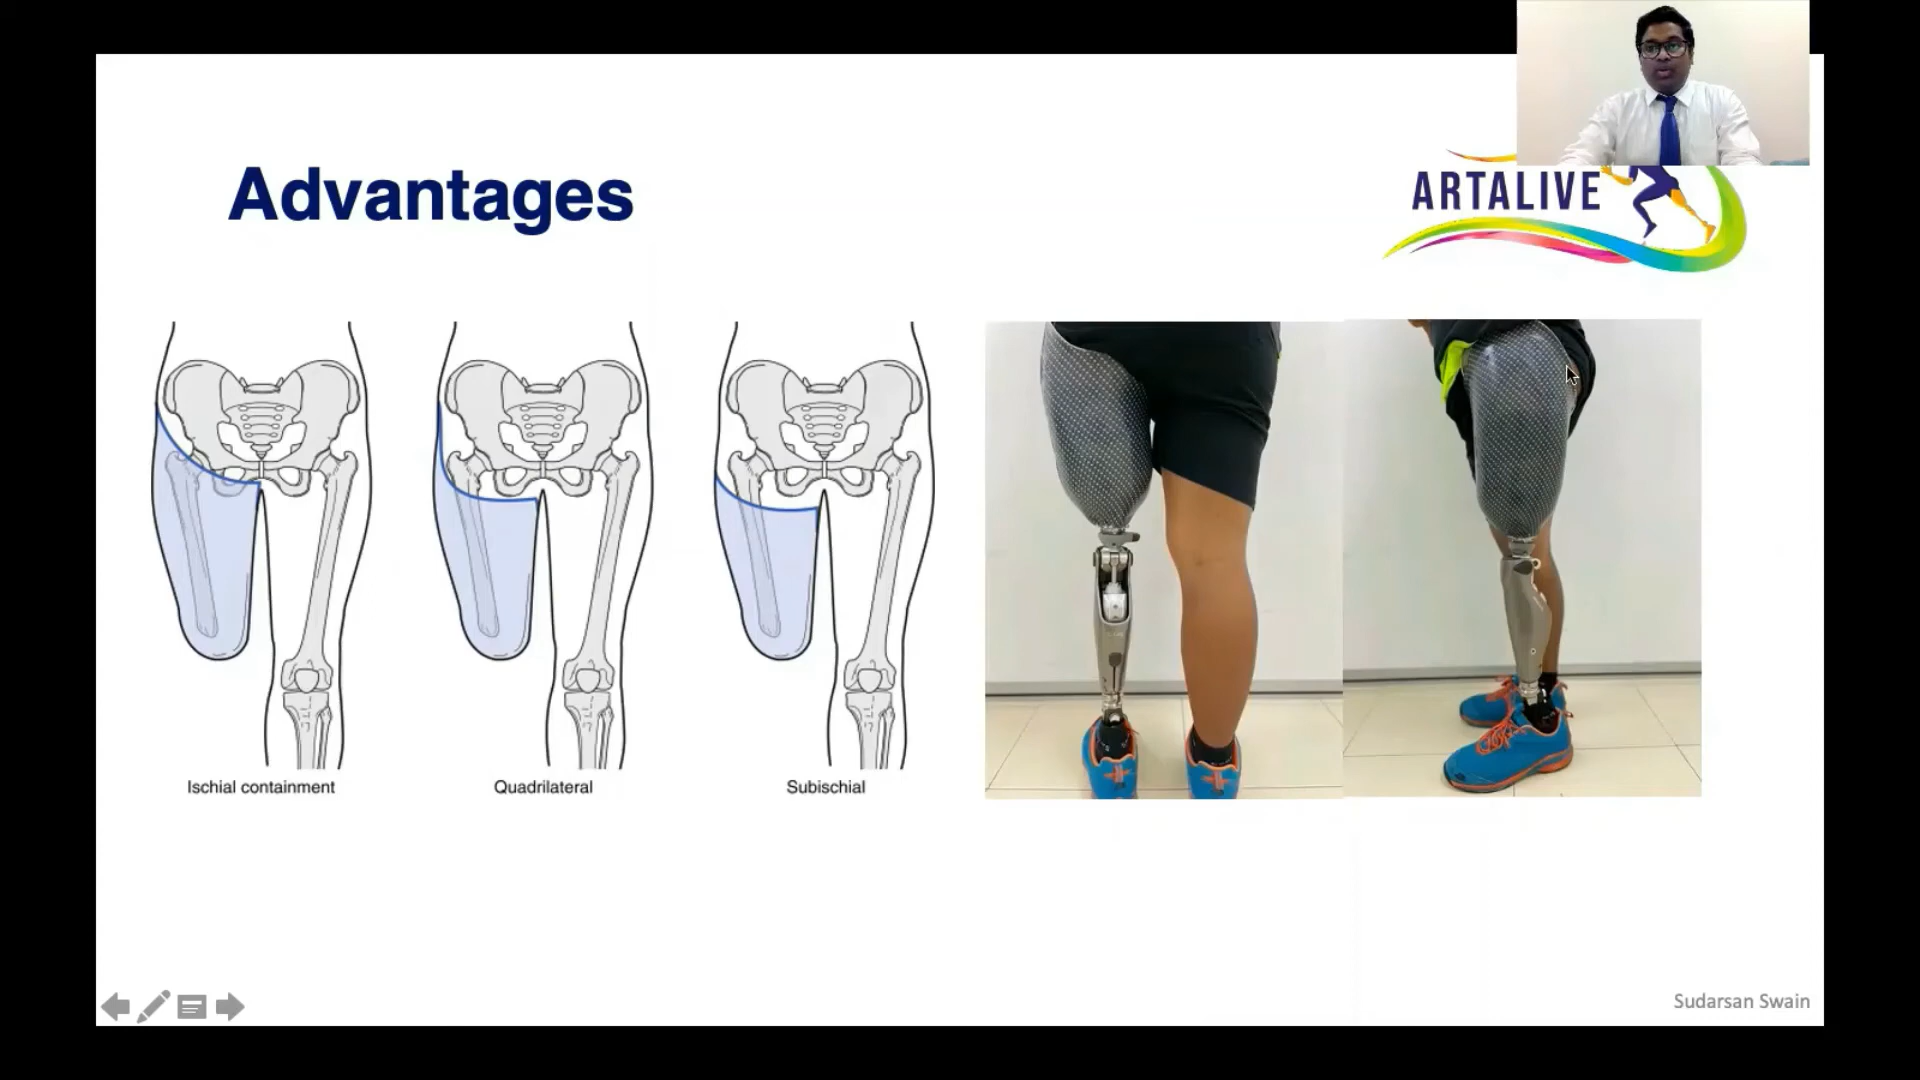 Advantages
ARTALIVE
Ischial containment
Quadrilateral
Subischial
Sudarsan Swain